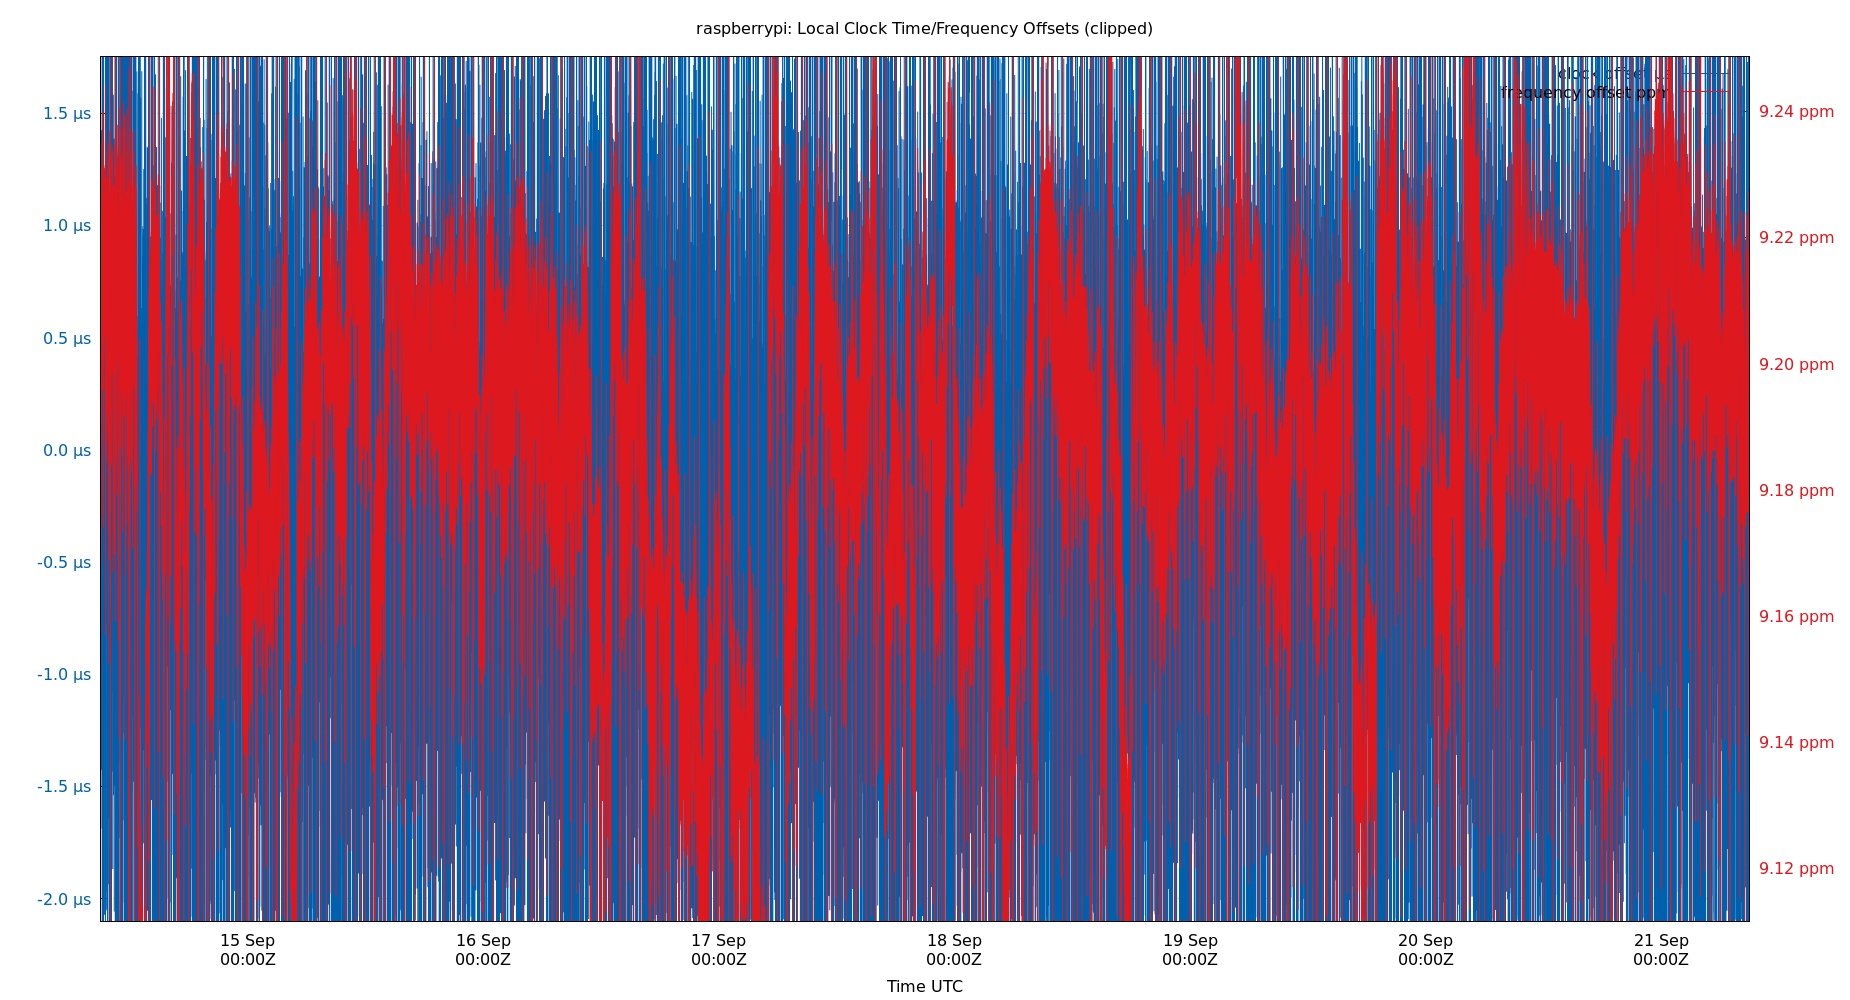 raspberrypi: Local Clock Time/Frequency Offsets (clipped)
clock offset μs
frequency offset ppm
1.5 μs
1.0 μs
0.5 μs
0.0 μs
-0.5 μs
-1.0 μs
-1.5 μs
-2.0 μs
9.24 ppm
9.22 ppm
9.20 ppm
9.18 ppm
9.16 ppm
9.14 ppm
9.12 ppm
15 Sep
00:00Z
16 Sep
00:00Z
17 Sep
00:00Z
18 Sep
00:00Z
19 Sep
00:00Z
20 Sep
00:00Z
21 Sep
00:00Z
Time UTC